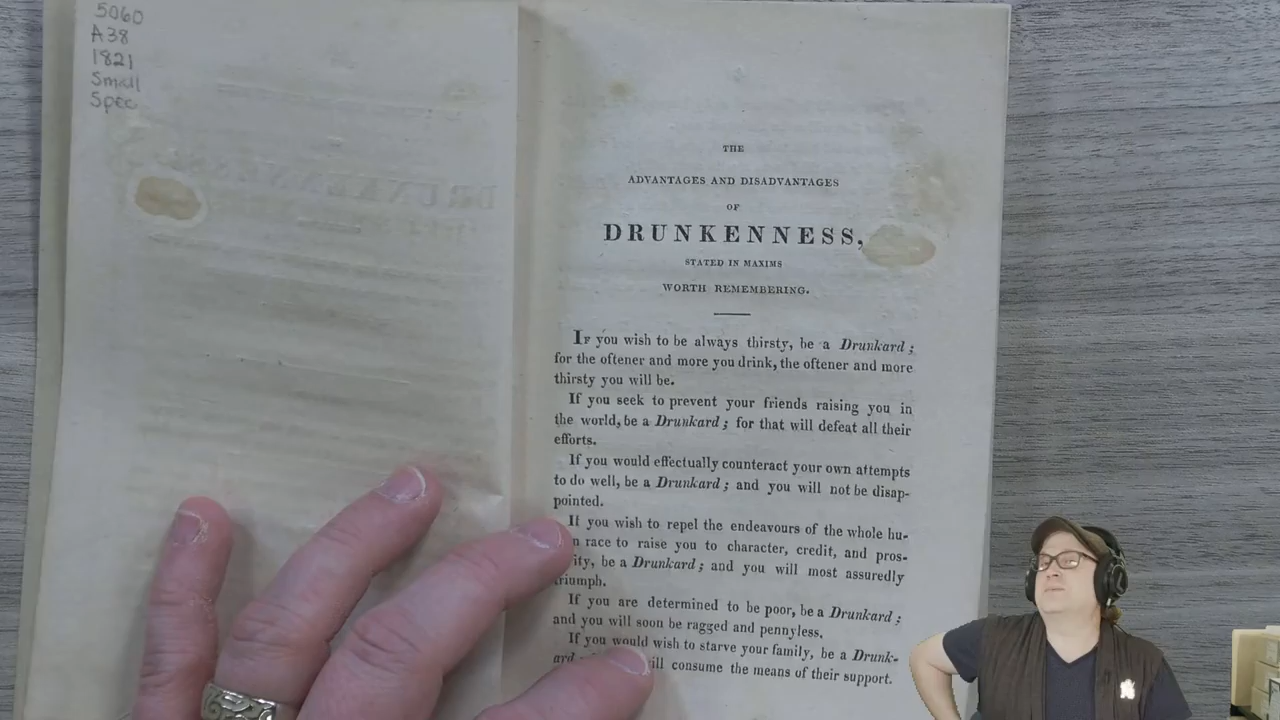 5060
A38
1821
Small
Spec
THE
ADVANTAGES AND DISADVANTAGES
OF
DRUNKENNESS,
STATED IN MAXIMS
WORTH REMEMBERING.
IF you wish to be always thirsty, be a Drunkard;
for the oftener and more you drink, the oftener and more
thirsty you will be.
If you seek to prevent your friends raising you in
the world, be a Drunkard; for that will defeat all their
efforts.
If you would effectually counteract your own attempts
to do well, be a Drunkard; and you will not be disap-
pointed.
If you wish to repel the endeavours of the whole hu-
n race to raise you to character, credit, and pros-
ity, be a Drunkard; and you will most assuredly
triumph.
If you are determined to be poor, be a Drunkard;
and you will soon be ragged and pennyless.
If you would wish to starve your family, be a Drunk-
ard ill consume the means of their support.